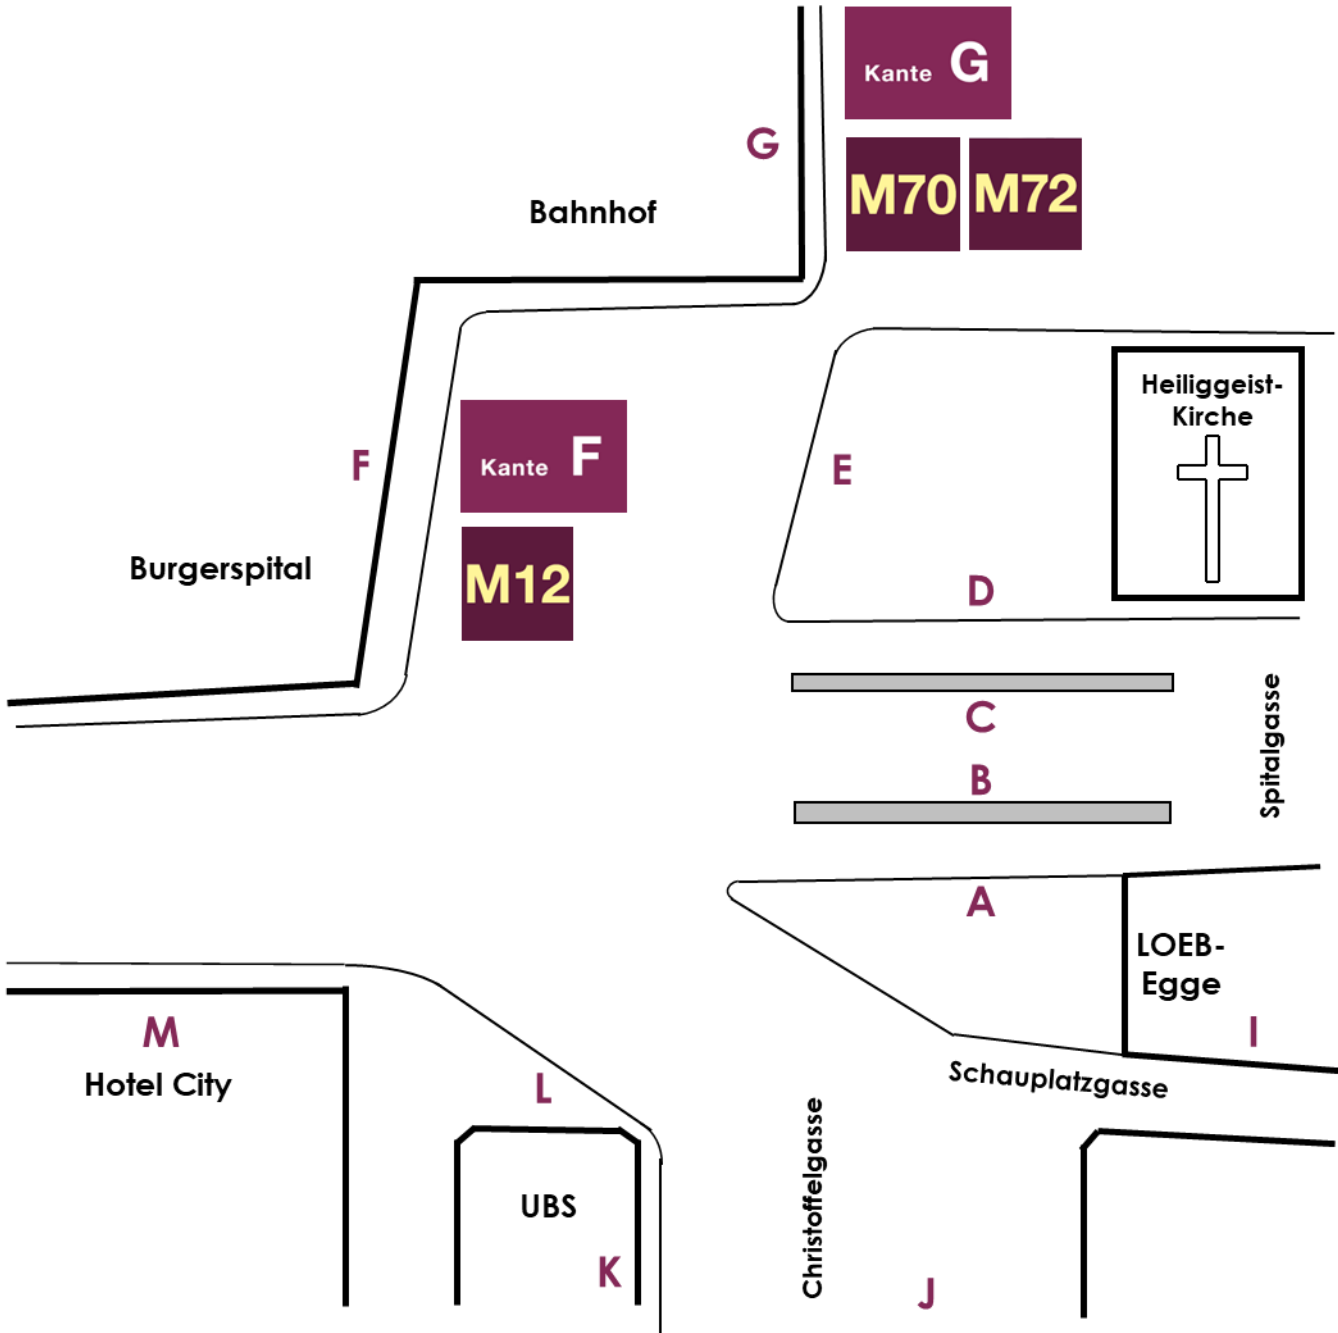 Kante G
G
M70 M72
Bahnhof
Heiliggeist-
Kirche
Kante F
F
E
M12
Burgerspital
D
C
B
Spitalgasse
A
LOEB-
Egge
I
M
Hotel City
L
Schauplatzgasse
Christoffelgasse
UBS
K
J